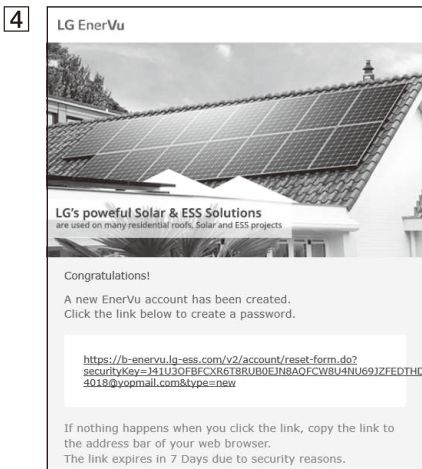 4
LG EnerVu
LG's poweful Solar & ESS Solutions
are used on many residential roofs, Solar and ESS projects
Congratulations!
A new EnerVu account has been created.
Click the link below to create a password.
https://b-enervu.lg-ess.com/v2/account/reset-form.do?
securityKey=J41U3OFBFCXR6T8RUB0EJN8AQFCW8U4NU69JZFEDTHD
4018@yopmail.com&type=new
If nothing happens when you click the link, copy the link to
the address bar of your web browser.
The link expires in 7 Days due to security reasons.